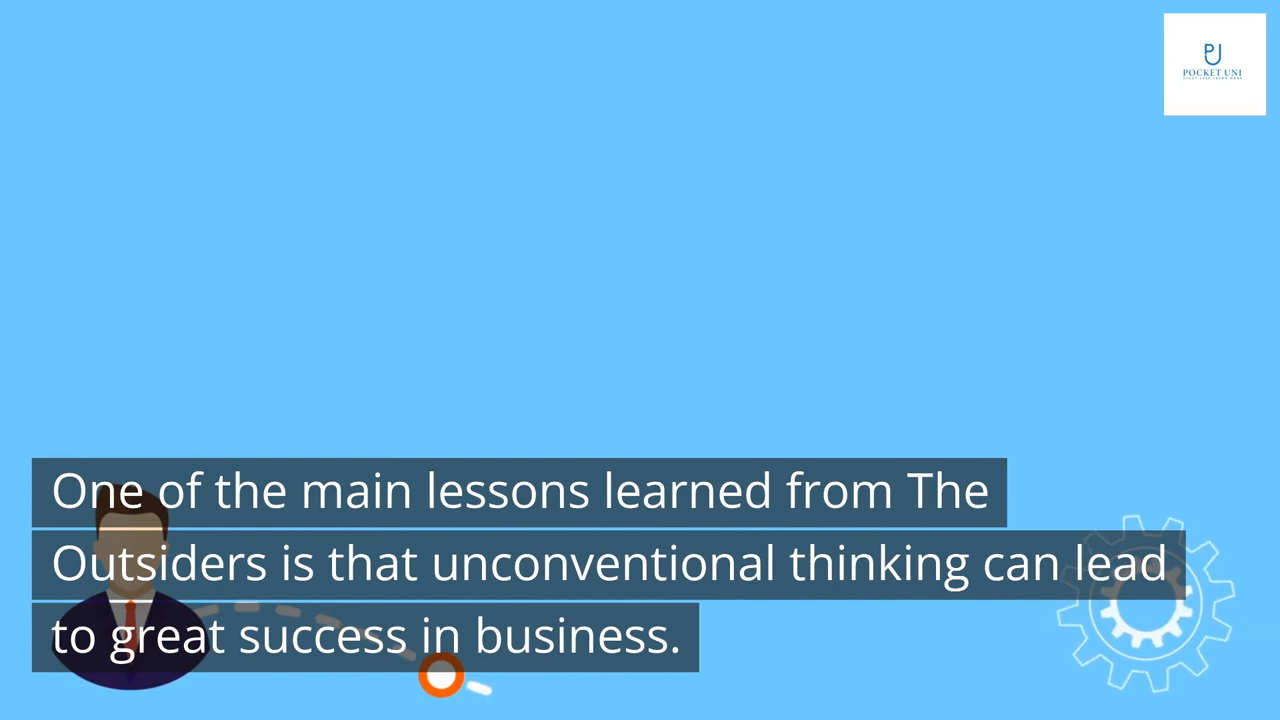 POCKET UNI
One of the main lessons learned from The
Outsiders is that unconventional thinking can lead
to great success in business.